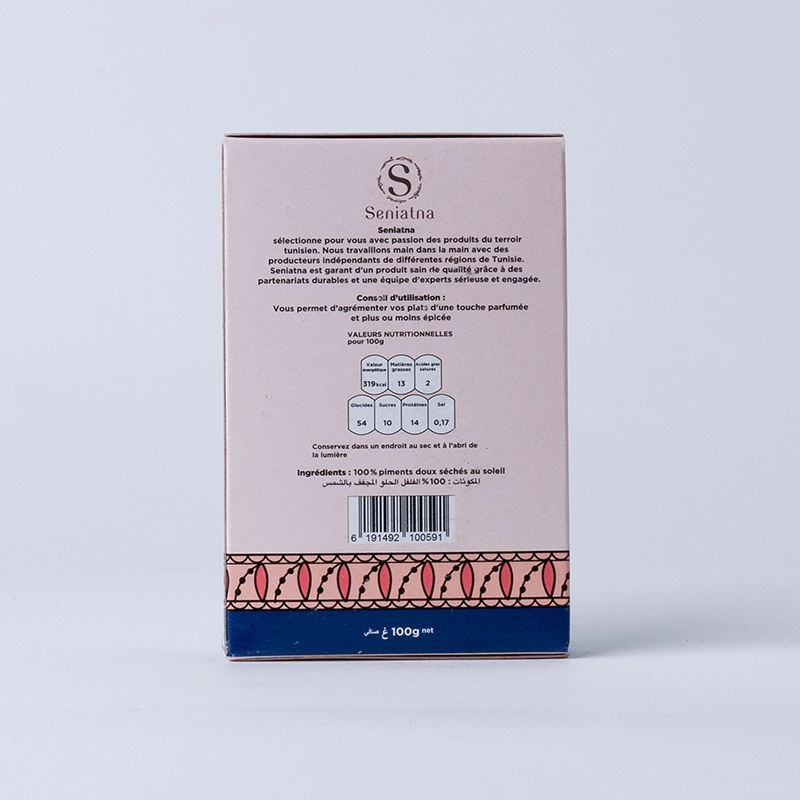 S
Seniatna
Seniatna
sélectionne pour vous avec passion des produits du terroir
tunisien. Nous travaillons main dans la main avec des
producteurs indépendants de différentes régions de Tunisie.
Seniatna est garant d'un produit sain de qualité grâce à des
partenariats durables et une équipe d'experts sérieuse et engagée.
Conseil d'utilisation :
Vous permet d'agrémenter vos plats d'une touche parfumée
et plus ou moins épicée
VALEURS NUTRITIONNELLES
pour 100g
Valeur énergétique 319kcal
Matières grasses 13
Acides gras saturés 2
Glucides 54
Sucres 10
Protéines 14
Sel 0,17
Conservez dans un endroit au sec et à l'abri de
la lumière
Ingrédients : 100% piments doux séchés au soleil
المكونات : 100% الفلفل الحلو المجفف بالشمس
6 191492 100591
100g net غ صافي